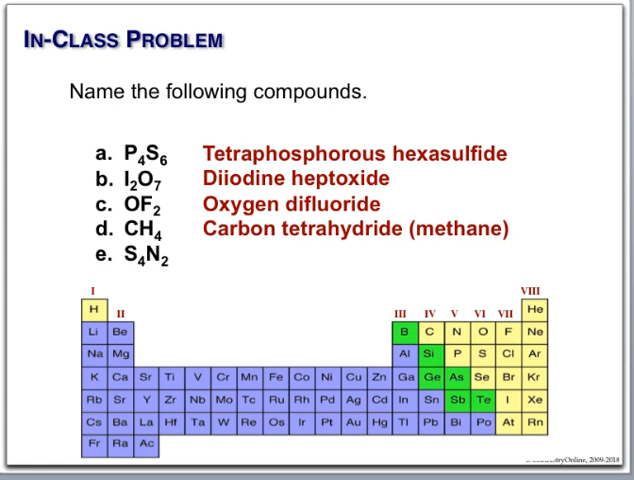 IN-CLASS PROBLEM
Name the following compounds.
a. P4S6 Tetraphosphorous hexasulfide
b. I2O7 Diiodine heptoxide
c. OF2 Oxygen difluoride
d. CH4 Carbon tetrahydride (methane)
e. S4N2
I VIII
H II III IV V VI VII He
Li Be B C N O F Ne
Na Mg Al Si P S Cl Ar
K Ca Sr Ti V Cr Mn Fe Co Ni Cu Zn Ga Ge As Se Br Kr
Rb Sr Y Zr Nb Mo Tc Ru Rh Pd Ag Cd In Sn Sb Te I Xe
Cs Ba La Hf Ta W Re Os Ir Pt Au Hg Tl Pb Bi Po At Rn
Fr Ra Ac
2009-2018